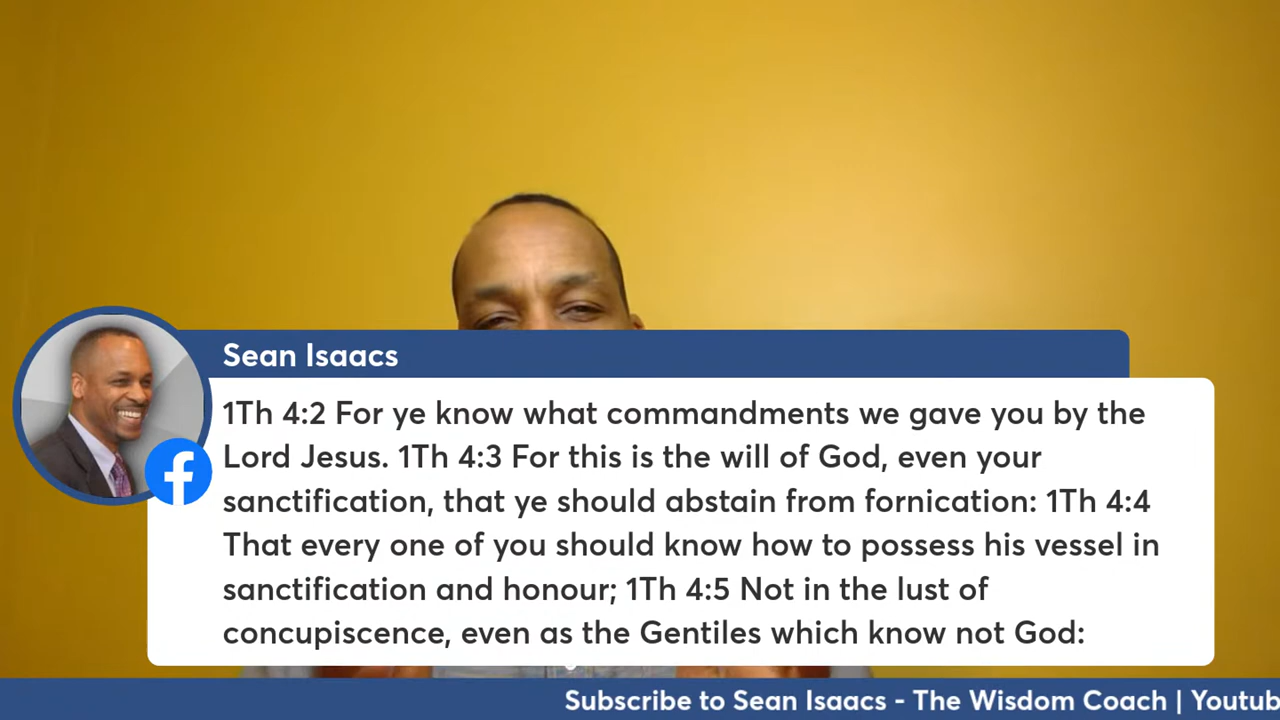 Sean Isaacs
1Th 4:2 For ye know what commandments we gave you by the
Lord Jesus. 1Th 4:3 For this is the will of God, even your
sanctification, that ye should abstain from fornication: 1Th 4:4
That every one of you should know how to possess his vessel in
sanctification and honour; 1Th 4:5 Not in the lust of
concupiscence, even as the Gentiles which know not God:
Subscribe to Sean Isaacs - The Wisdom Coach | Youtub